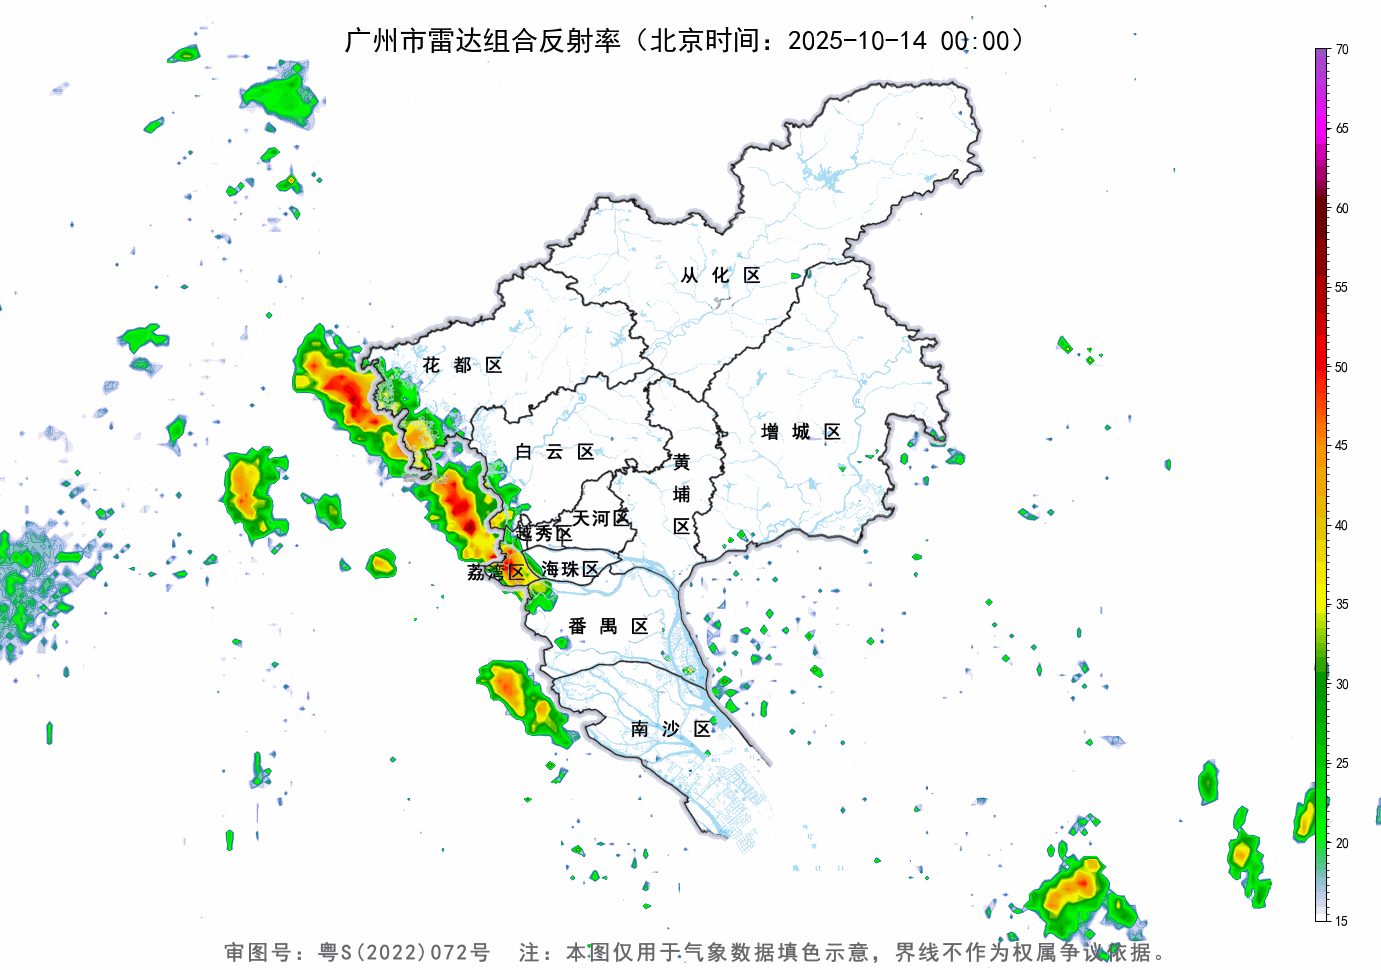 广州市雷达组合反射率（北京时间：2025-10-14 00:00）
70
65
60
55
50
45
40
35
30
25
20
15
从化区
花都区
增城区
白云区
黄埔区
天河区
越秀区
海珠区
荔湾区
番禺区
南沙区
审图号：粤S(2022)072号 注：本图仅用于气象数据填色示意，界线不作为权属争议依据。